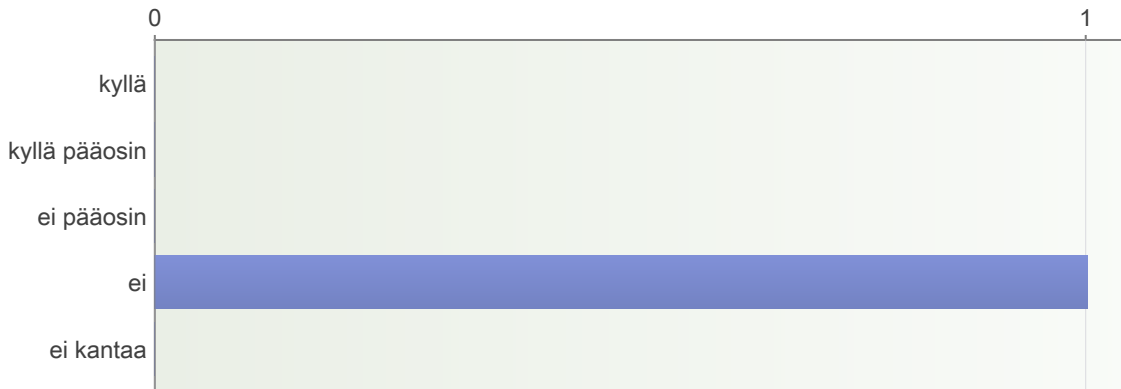 0 1
kyllä
kyllä pääosin
ei pääosin
ei
ei kantaa